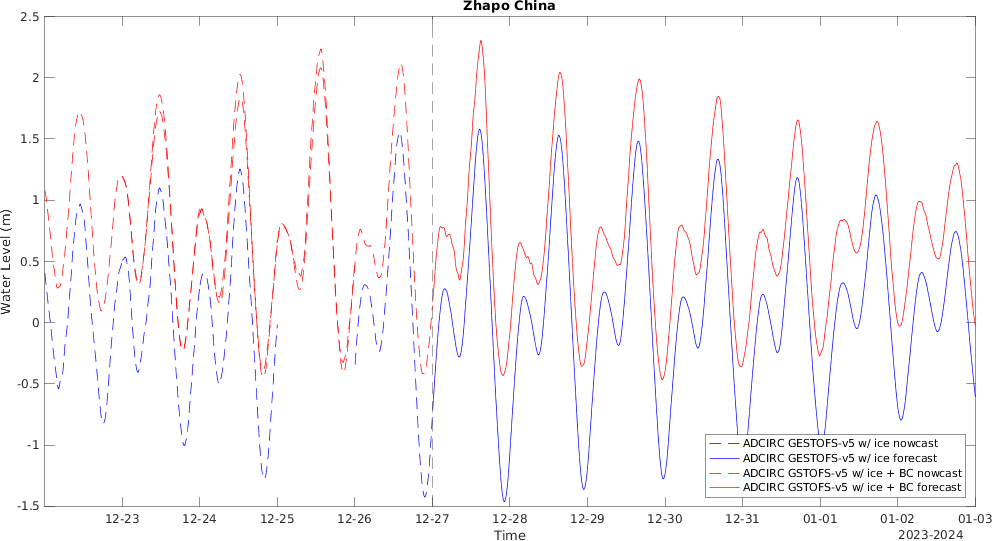 Zhapo China
2.5
2
1.5
1
0.5
0
-0.5
-1
-1.5
Water Level (m)
12-23 12-24 12-25 12-26 12-27 12-28 12-29 12-30 12-31 01-01 01-02 01-03
Time
2023-2024
ADCIRC GESTOFS-v5 w/ ice nowcast
ADCIRC GESTOFS-v5 w/ ice forecast
ADCIRC GSTOFS-v5 w/ ice + BC nowcast
ADCIRC GSTOFS-v5 w/ ice + BC forecast